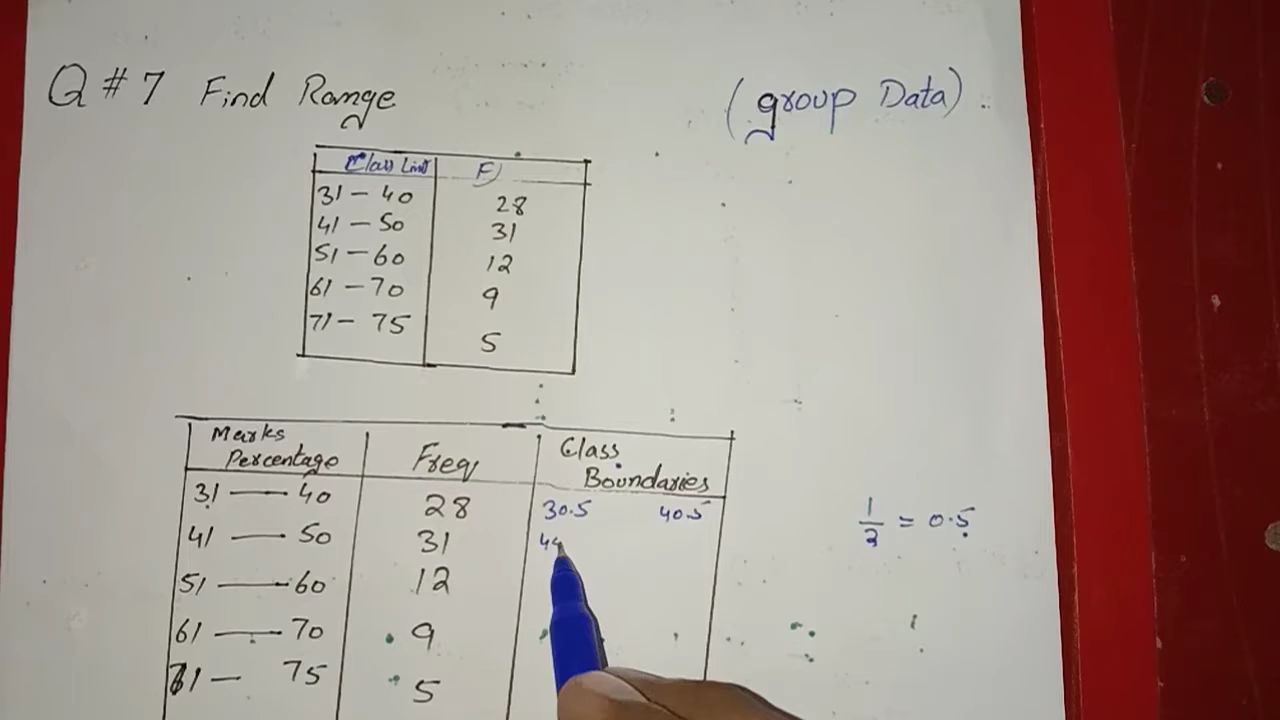 Q # 7 Find Range (group Data).
Class Limit F)
31 - 40 28
41 - 50 31
51 - 60 12
61 - 70 9
71 - 75 5
Marks Percentage Freq Class Boundaries
31 — 40 28 30.5 40.5
41 — 50 31
51 — 60 12
61 — 70 9
71 — 75 5
1/2 = 0.5